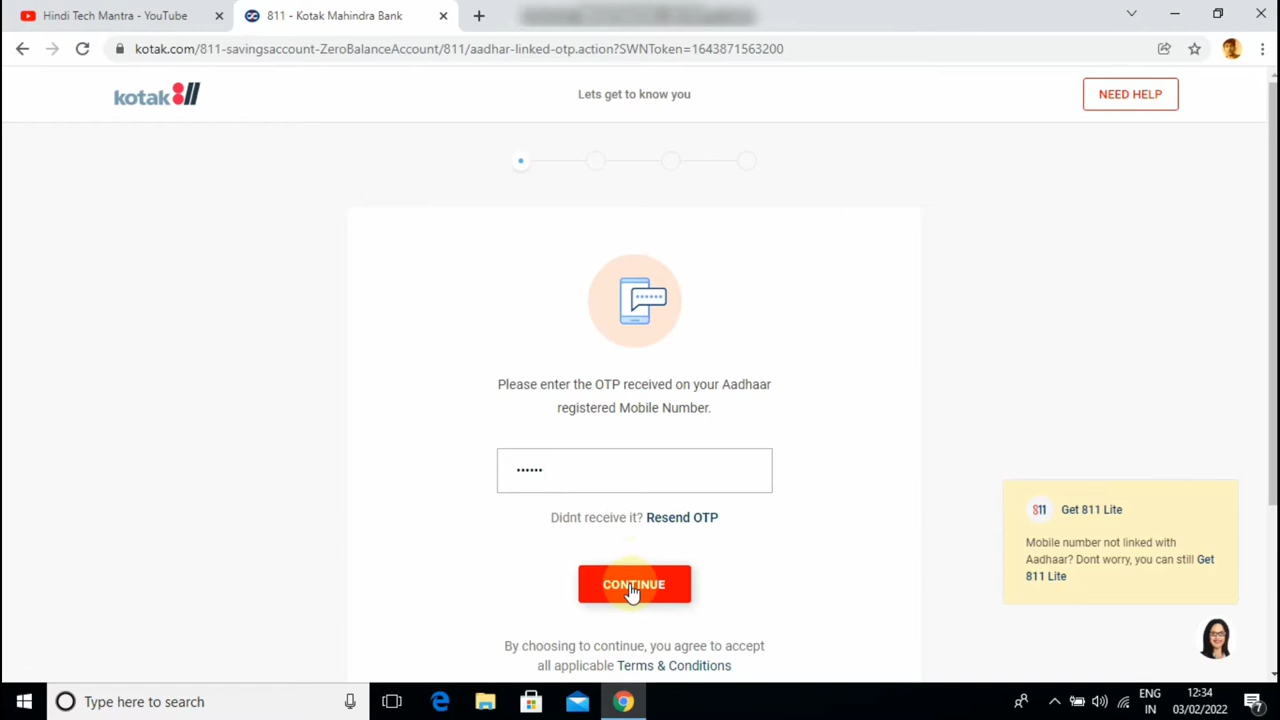 Hindi Tech Mantra - YouTube
811 - Kotak Mahindra Bank
kotak.com/811-savingsaccount-ZeroBalanceAccount/811/aadhar-linked-otp.action?SWNToken=1643871563200
kotak811
Lets get to know you
NEED HELP
Please enter the OTP received on your Aadhaar
registered Mobile Number.
••••••
Didnt receive it? Resend OTP
CONTINUE
By choosing to continue, you agree to accept
all applicable Terms & Conditions
811 Get 811 Lite
Mobile number not linked with
Aadhaar? Dont worry, you can still Get
811 Lite
Type here to search
ENG
IN
12:34
03/02/2022
7